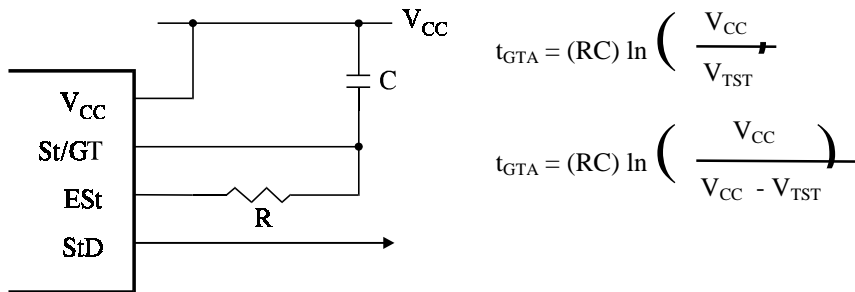 V_CC
C
V_CC
St/GT
ESt
R
StD
t_GTA = (RC) ln ( V_CC / V_TST )
t_GTA = (RC) ln ( V_CC / V_CC - V_TST )